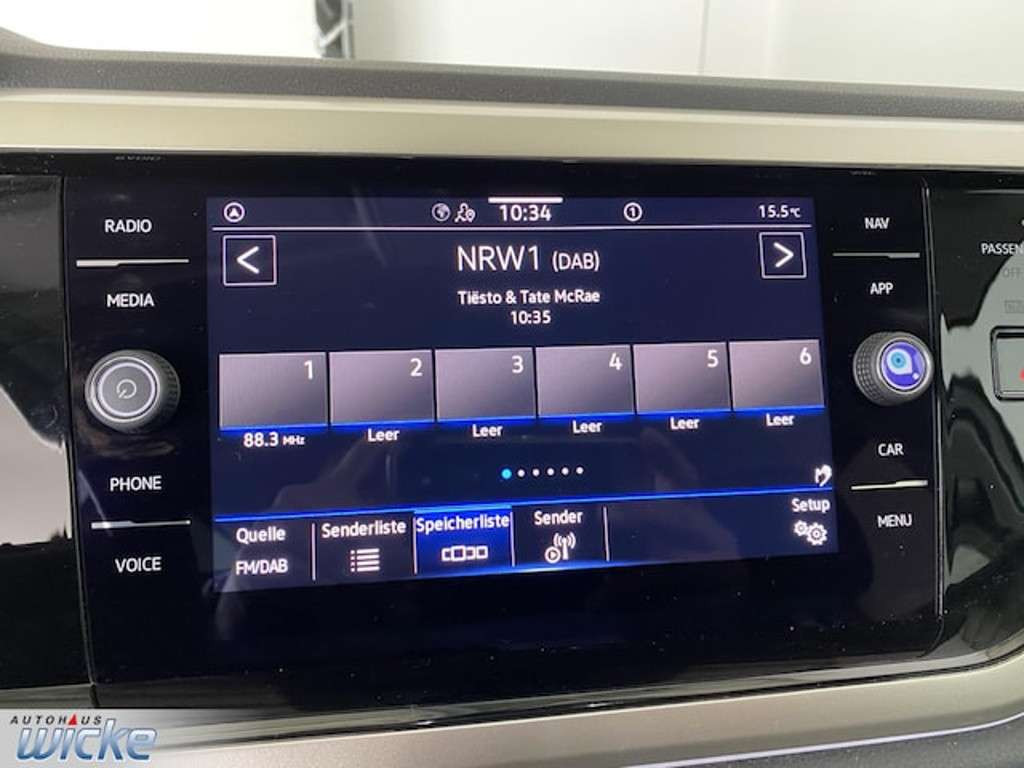 RADIO
MEDIA
PHONE
VOICE
10:34
1
15.5°C
<
NRW1 (DAB)
>
Tiësto & Tate McRae
10:35
1
2
3
4
5
6
88.3 MHz
Leer
Leer
Leer
Leer
Leer
Quelle
FM/DAB
Senderliste
Speicherliste
Sender
Setup
NAV
APP
CAR
MENU
PASSEN
AUTOHAUS
wicke